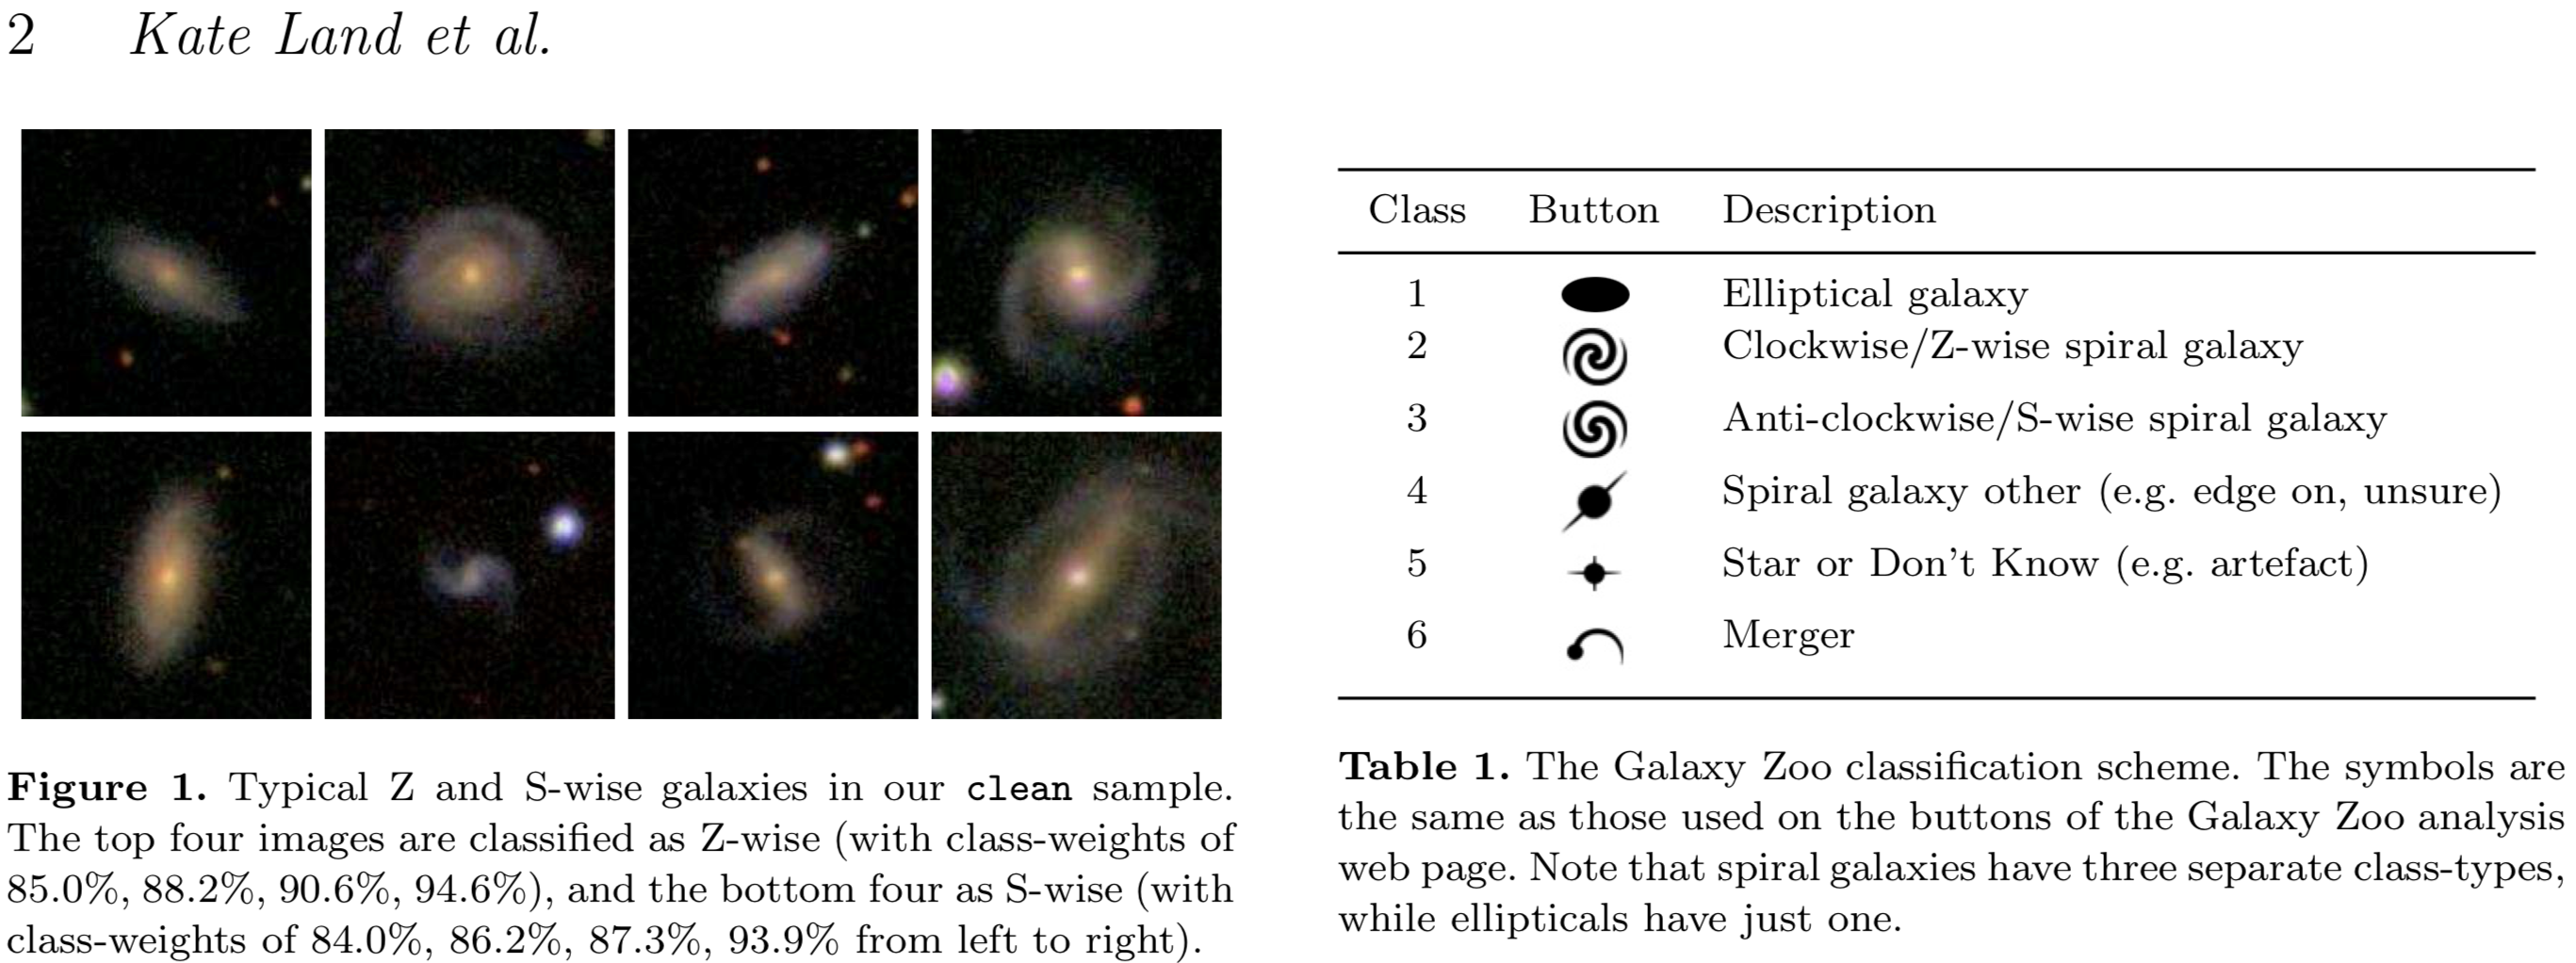 2 Kate Land et al.
Figure 1. Typical Z and S-wise galaxies in our clean sample.
The top four images are classified as Z-wise (with class-weights of
85.0%, 88.2%, 90.6%, 94.6%), and the bottom four as S-wise (with
class-weights of 84.0%, 86.2%, 87.3%, 93.9% from left to right).
Class Button Description
1 Elliptical galaxy
2 Clockwise/Z-wise spiral galaxy
3 Anti-clockwise/S-wise spiral galaxy
4 Spiral galaxy other (e.g. edge on, unsure)
5 Star or Don't Know (e.g. artefact)
6 Merger
Table 1. The Galaxy Zoo classification scheme. The symbols are
the same as those used on the buttons of the Galaxy Zoo analysis
web page. Note that spiral galaxies have three separate class-types,
while ellipticals have just one.